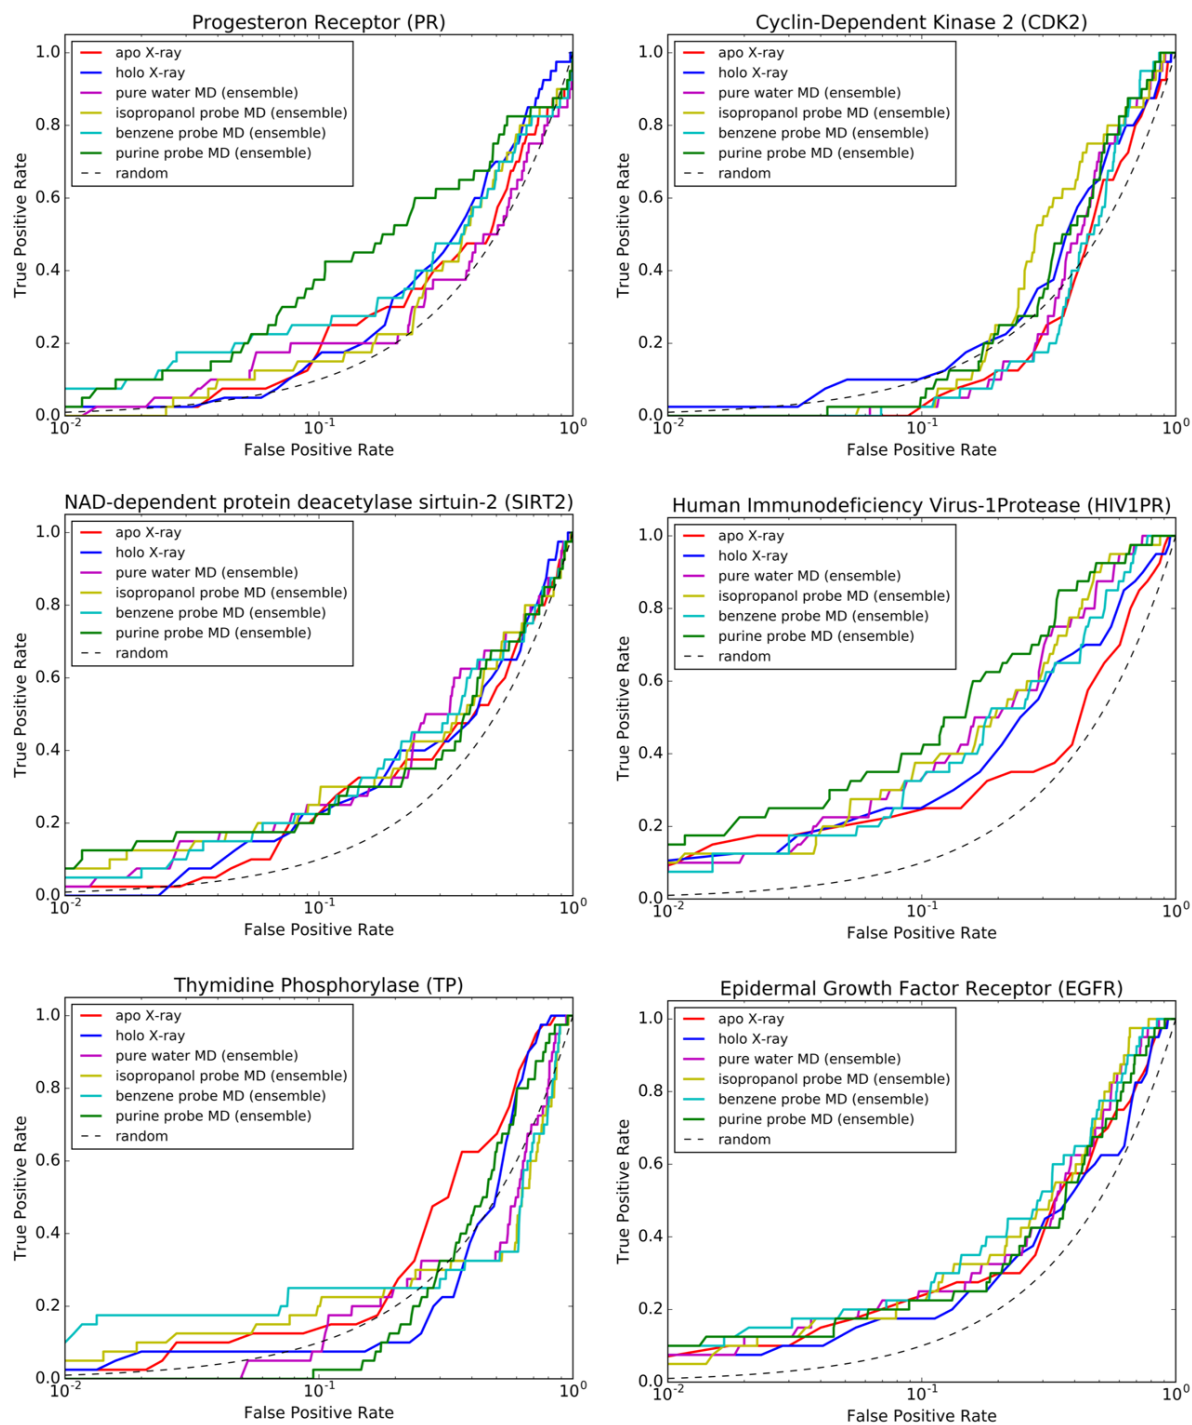 Progesteron Receptor (PR)
True Positive Rate
1.0
0.8
0.6
0.4
0.2
0.0
apo X-ray
holo X-ray
pure water MD (ensemble)
isopropanol probe MD (ensemble)
benzene probe MD (ensemble)
purine probe MD (ensemble)
random
10⁻² 10⁻¹ 10⁰
False Positive Rate
Cyclin-Dependent Kinase 2 (CDK2)
True Positive Rate
1.0
0.8
0.6
0.4
0.2
0.0
apo X-ray
holo X-ray
pure water MD (ensemble)
isopropanol probe MD (ensemble)
benzene probe MD (ensemble)
purine probe MD (ensemble)
random
10⁻² 10⁻¹ 10⁰
False Positive Rate
NAD-dependent protein deacetylase sirtuin-2 (SIRT2)
True Positive Rate
1.0
0.8
0.6
0.4
0.2
0.0
apo X-ray
holo X-ray
pure water MD (ensemble)
isopropanol probe MD (ensemble)
benzene probe MD (ensemble)
purine probe MD (ensemble)
random
10⁻² 10⁻¹ 10⁰
False Positive Rate
Human Immunodeficiency Virus-1Protease (HIV1PR)
True Positive Rate
1.0
0.8
0.6
0.4
0.2
0.0
apo X-ray
holo X-ray
pure water MD (ensemble)
isopropanol probe MD (ensemble)
benzene probe MD (ensemble)
purine probe MD (ensemble)
random
10⁻² 10⁻¹ 10⁰
False Positive Rate
Thymidine Phosphorylase (TP)
True Positive Rate
1.0
0.8
0.6
0.4
0.2
0.0
apo X-ray
holo X-ray
pure water MD (ensemble)
isopropanol probe MD (ensemble)
benzene probe MD (ensemble)
purine probe MD (ensemble)
random
10⁻² 10⁻¹ 10⁰
False Positive Rate
Epidermal Growth Factor Receptor (EGFR)
True Positive Rate
1.0
0.8
0.6
0.4
0.2
0.0
apo X-ray
holo X-ray
pure water MD (ensemble)
isopropanol probe MD (ensemble)
benzene probe MD (ensemble)
purine probe MD (ensemble)
random
10⁻² 10⁻¹ 10⁰
False Positive Rate